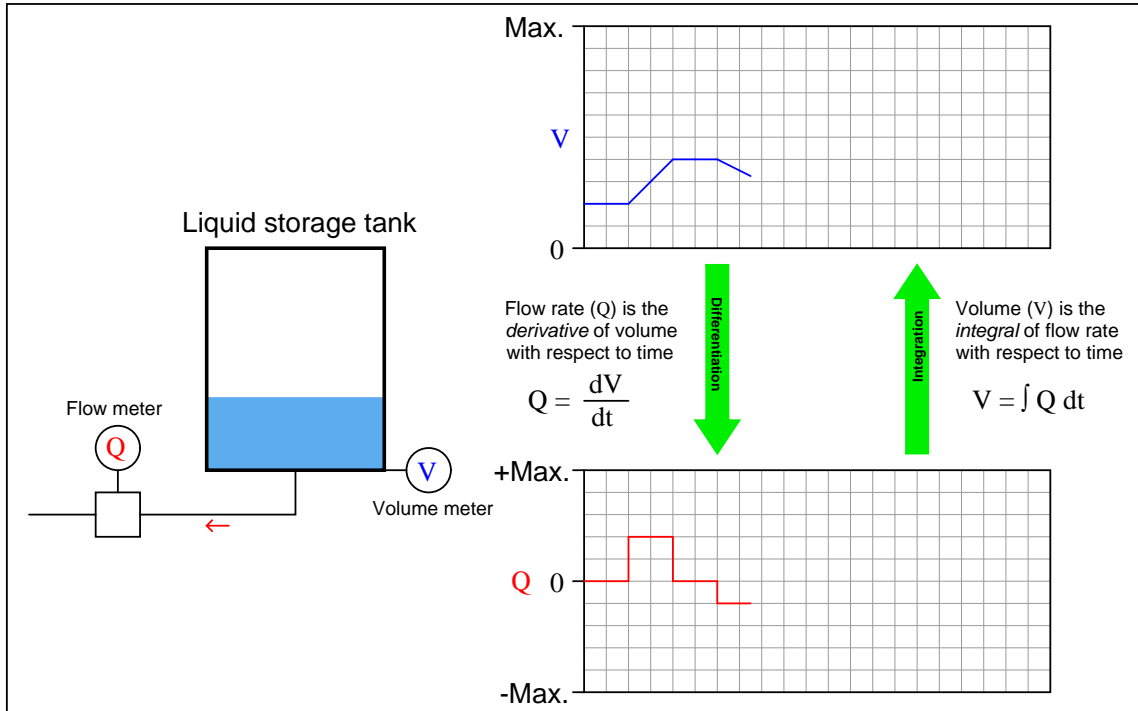 Max.
V
0
Liquid storage tank
Flow meter
Q
V
Volume meter
Flow rate (Q) is the
derivative of volume
with respect to time
Q = dV
dt
Differentiation
Integration
Volume (V) is the
integral of flow rate
with respect to time
V = ∫ Q dt
+Max.
Q 0
-Max.